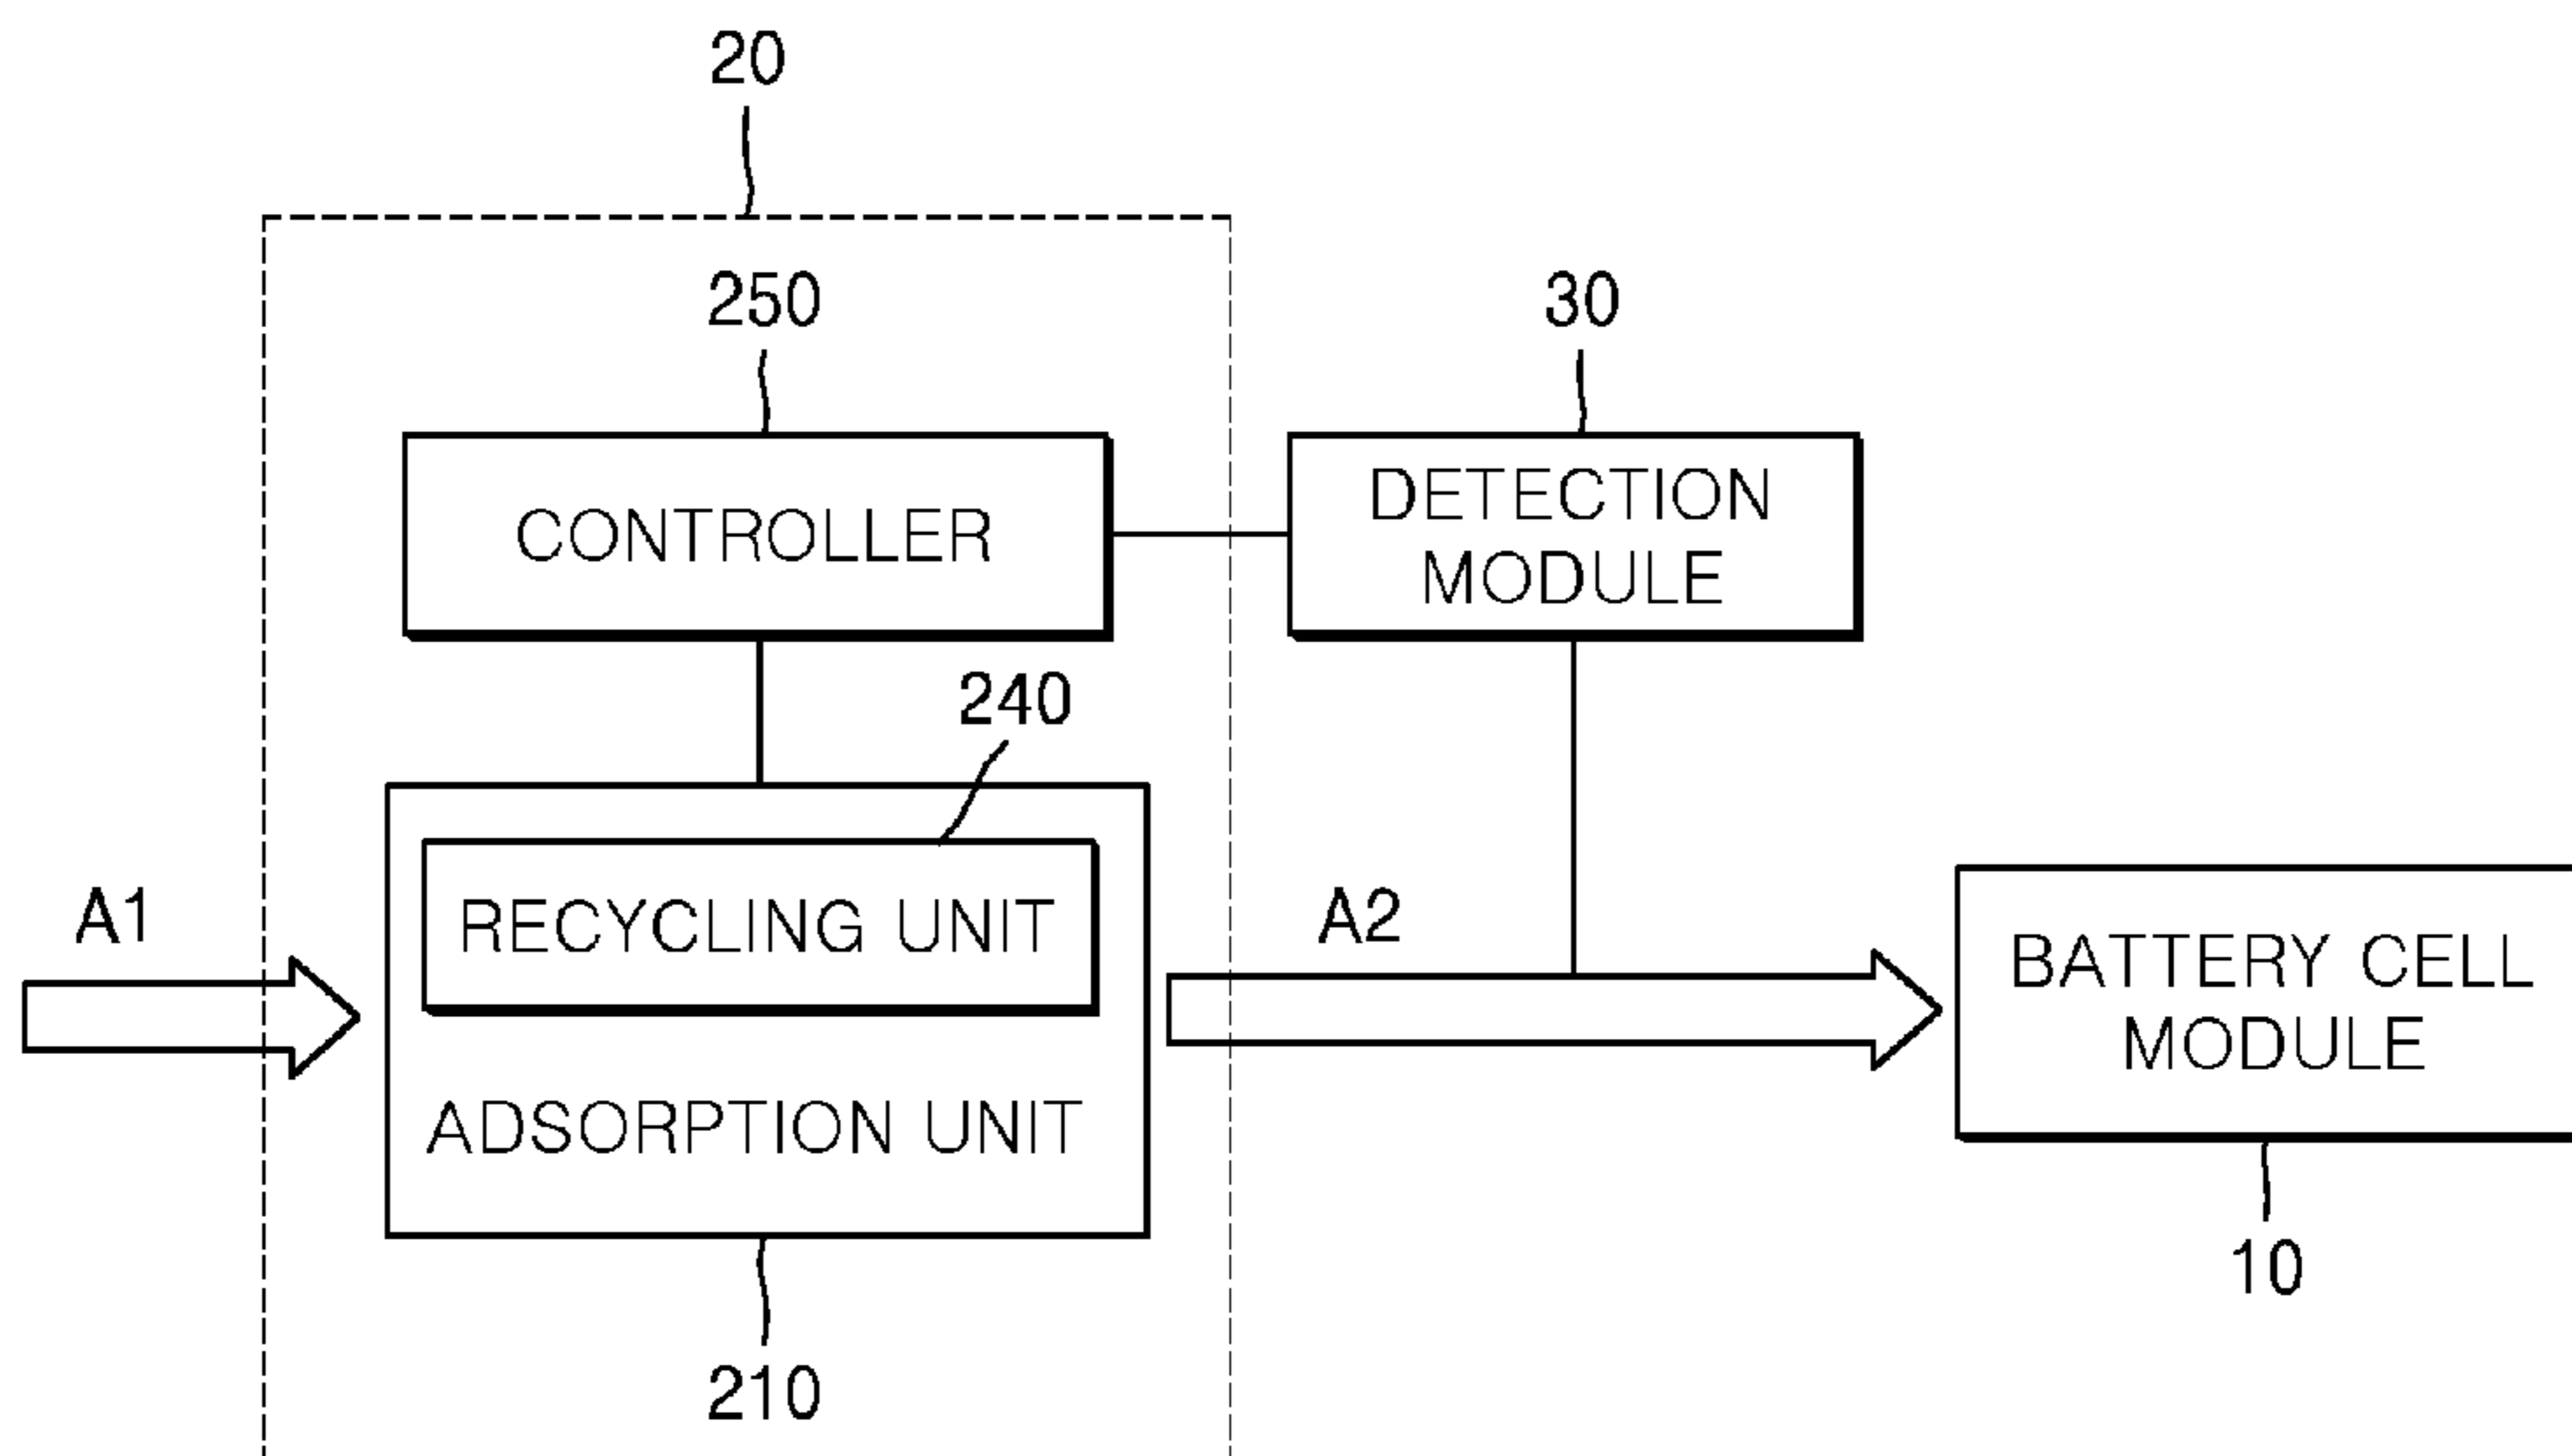 20
250
30
CONTROLLER
DETECTION
MODULE
240
A1
RECYCLING UNIT
A2
BATTERY CELL
MODULE
ADSORPTION UNIT
10
210